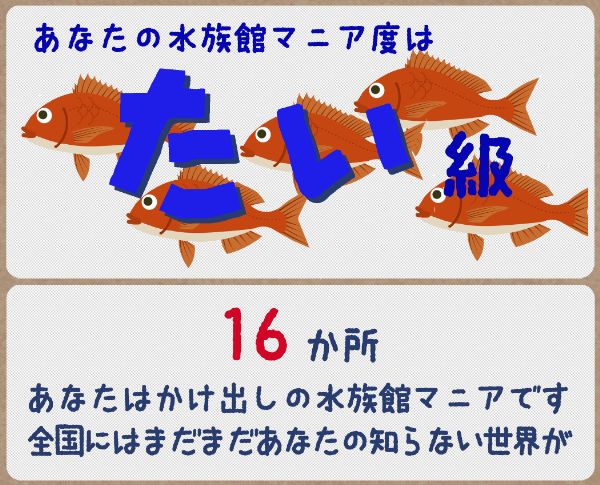 あなたの水族館マニア度は
たい級
16か所
あなたはかけ出しの水族館マニアです
全国にはまだまだあなたの知らない世界が